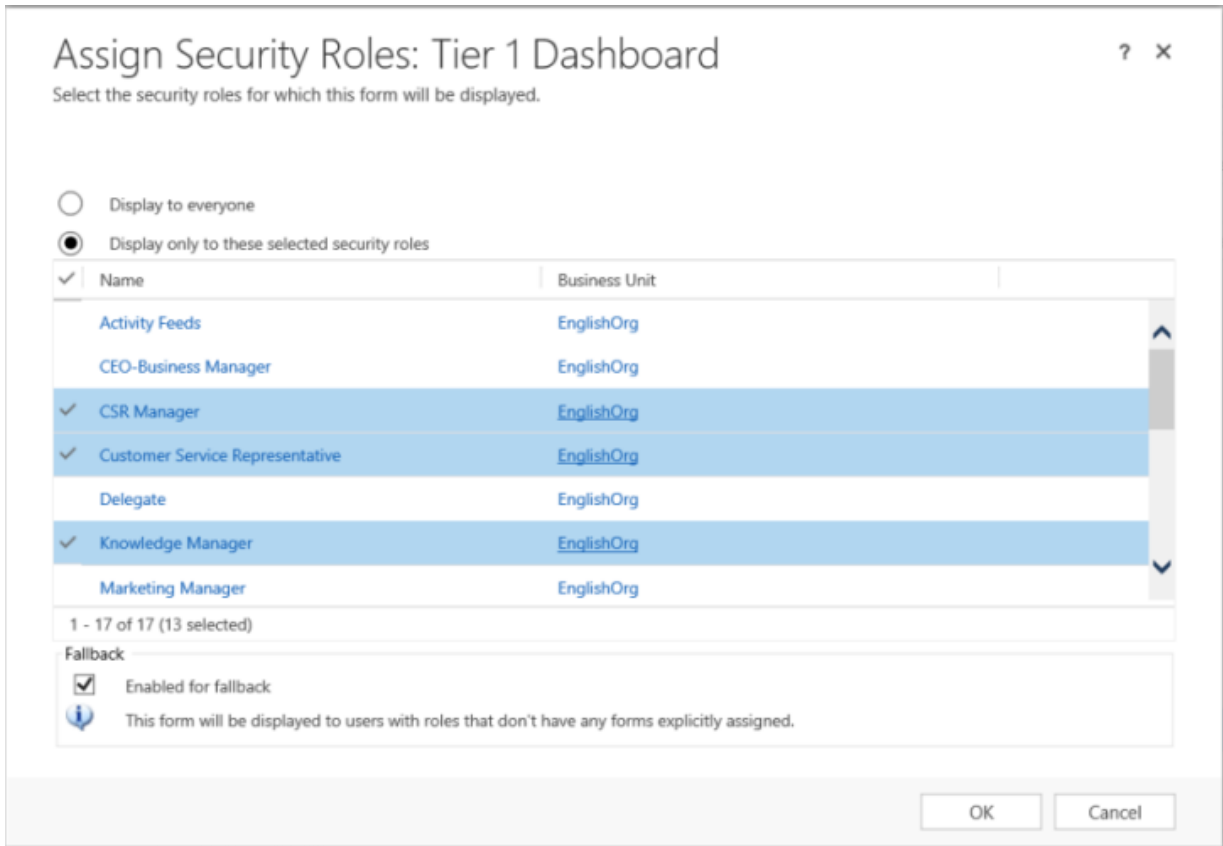 Assign Security Roles: Tier 1 Dashboard
? ×
Select the security roles for which this form will be displayed.
Display to everyone
Display only to these selected security roles
Name Business Unit
Activity Feeds EnglishOrg
CEO-Business Manager EnglishOrg
CSR Manager EnglishOrg
Customer Service Representative EnglishOrg
Delegate EnglishOrg
Knowledge Manager EnglishOrg
Marketing Manager EnglishOrg
1 - 17 of 17 (13 selected)
Fallback
Enabled for fallback
This form will be displayed to users with roles that don't have any forms explicitly assigned.
OK Cancel